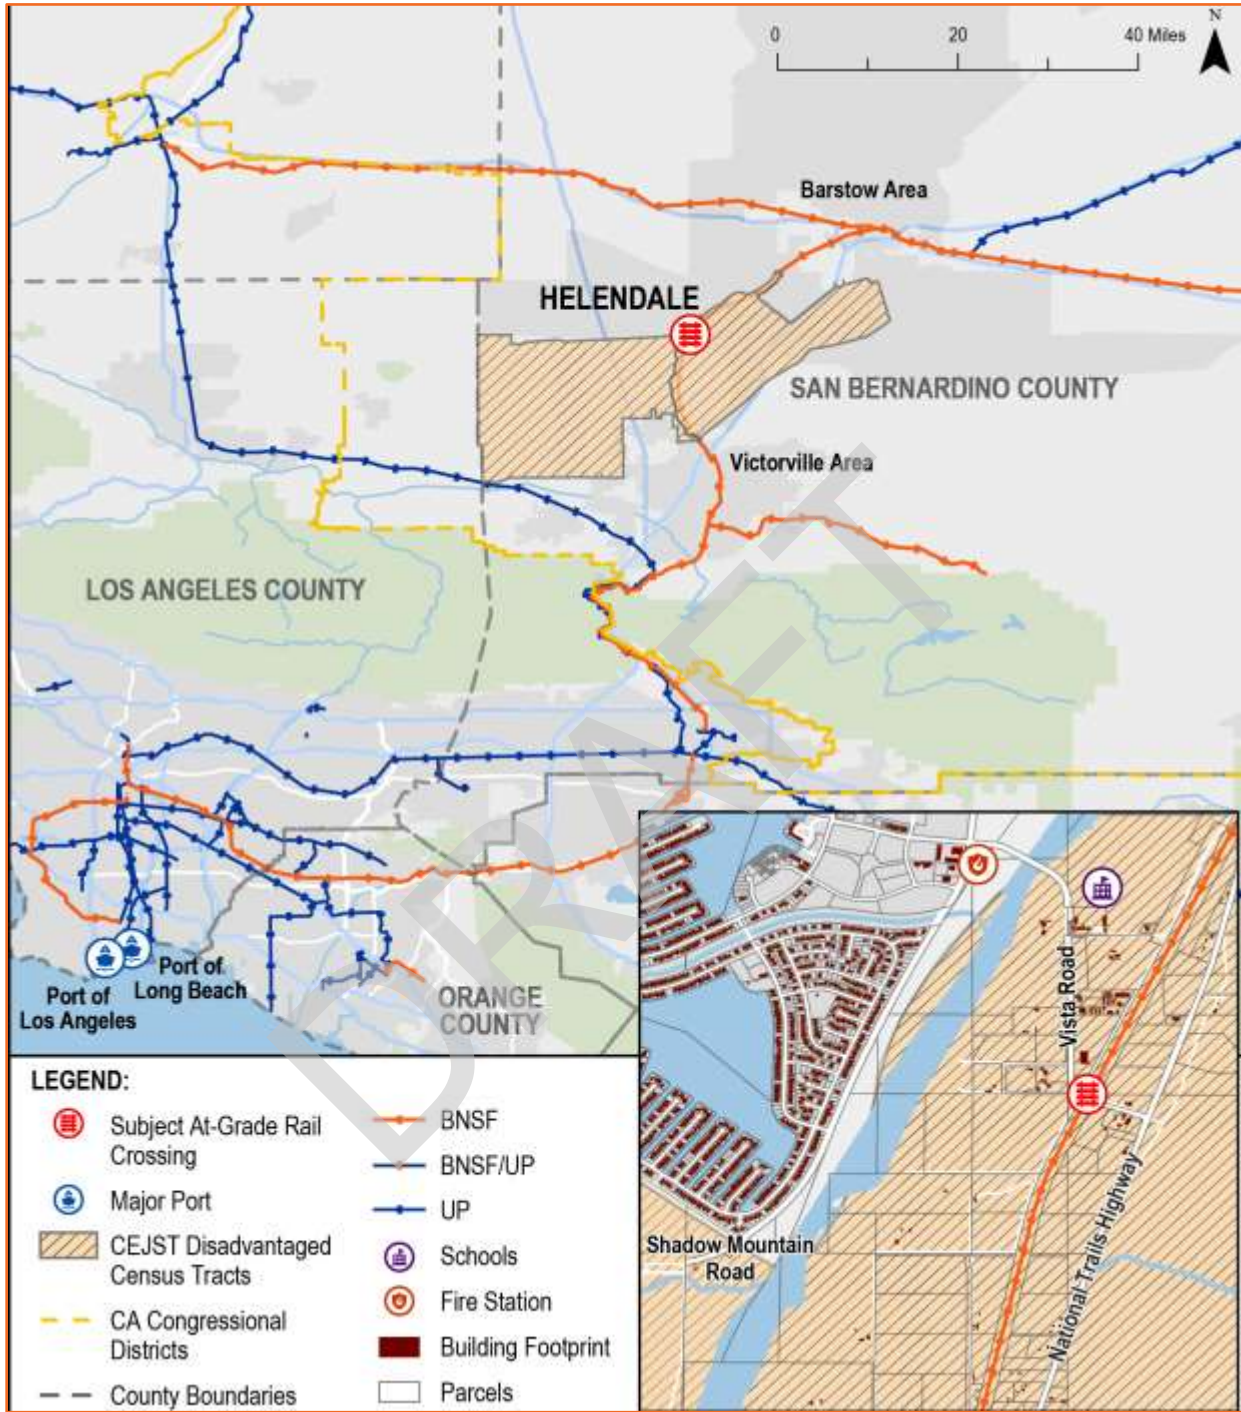 N
0 20 40 Miles
Barstow Area
HELENDALE
SAN BERNARDINO COUNTY
Victorville Area
LOS ANGELES COUNTY
Port of
Long Beach
Port of
Los Angeles
ORANGE
COUNTY
DRAFT
Vista Road
Shadow Mountain
Road
National Trails Highway
LEGEND:
Subject At-Grade Rail
Crossing
Major Port
CEJST Disadvantaged
Census Tracts
CA Congressional
Districts
County Boundaries
BNSF
BNSF/UP
UP
Schools
Fire Station
Building Footprint
Parcels